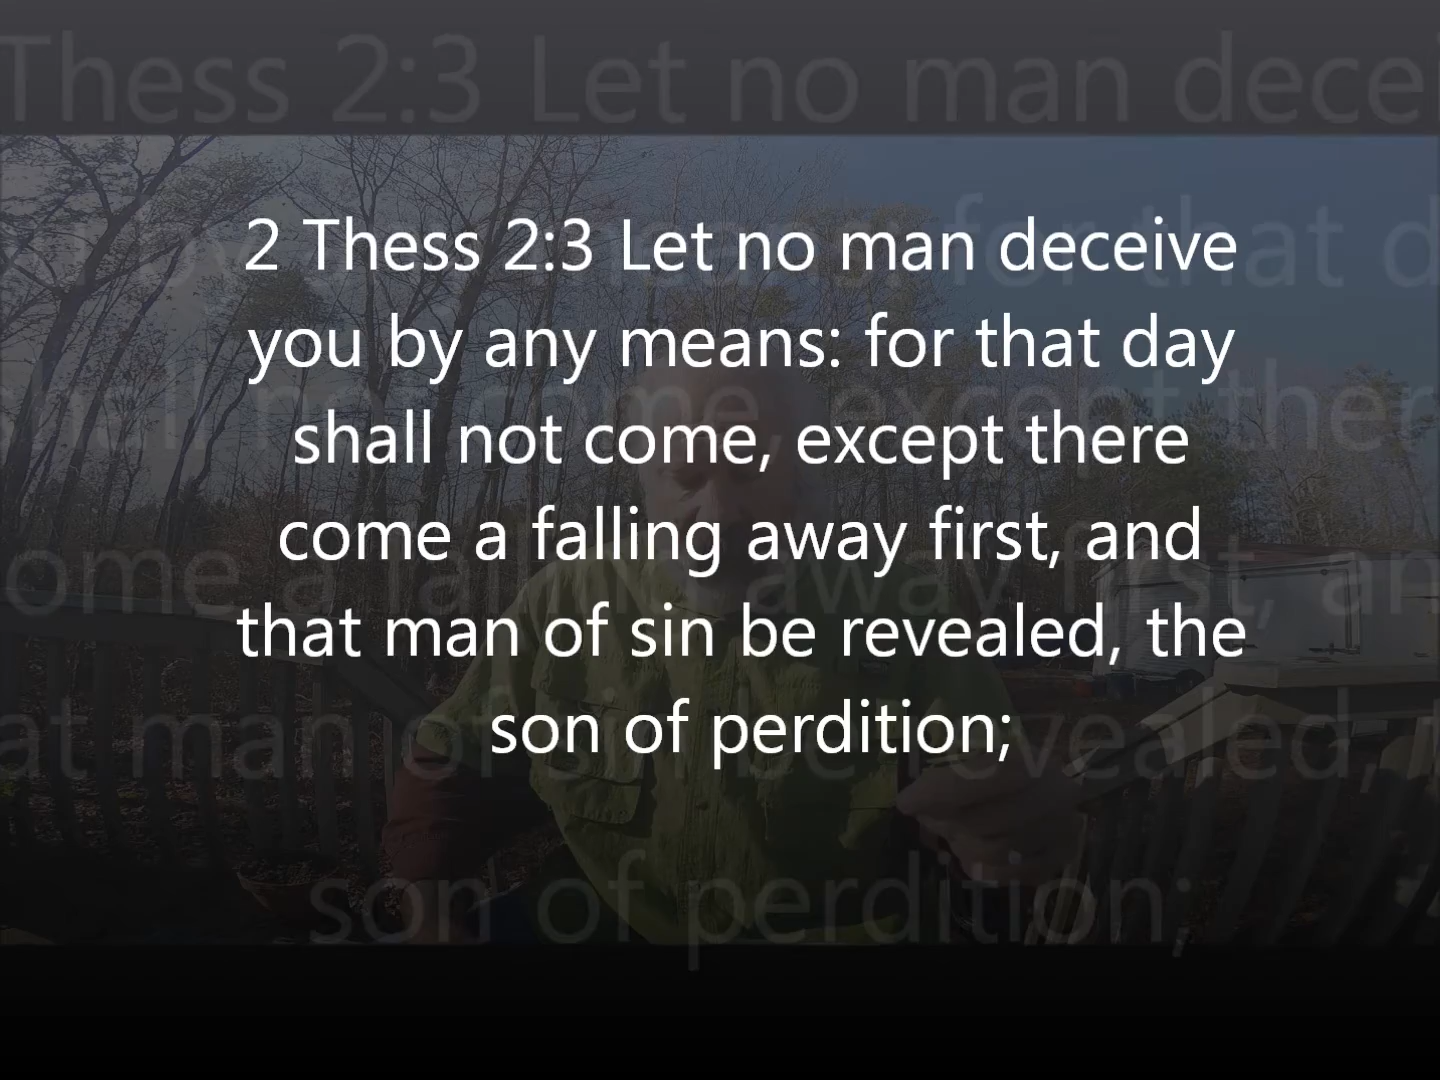 2 Thess 2:3 Let no man deceive
you by any means: for that day
shall not come, except there
come a falling away first, and
that man of sin be revealed, the
son of perdition;